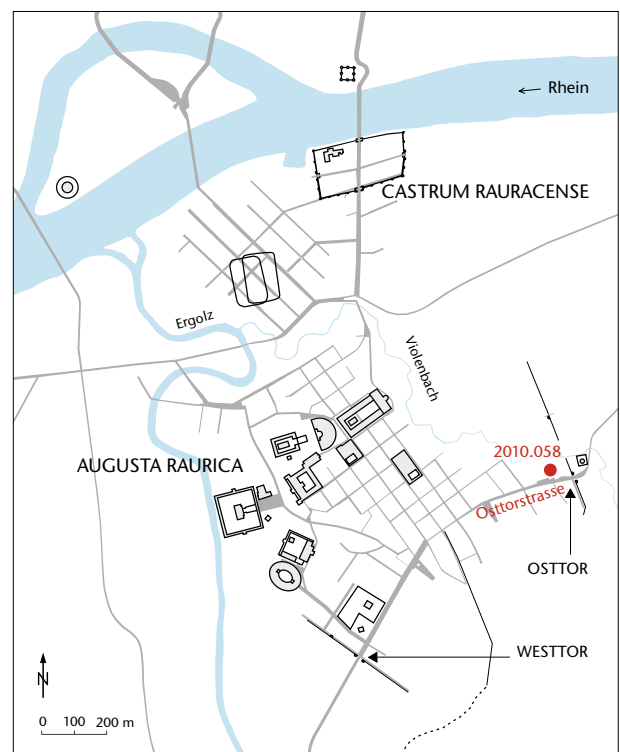 Rhein
CASTRUM RAURACENSE
Ergolz
Violenbach
AUGUSTA RAURICA
2010.058
Osttorstrasse
OSTTOR
WESTTOR
N
0 100 200 m